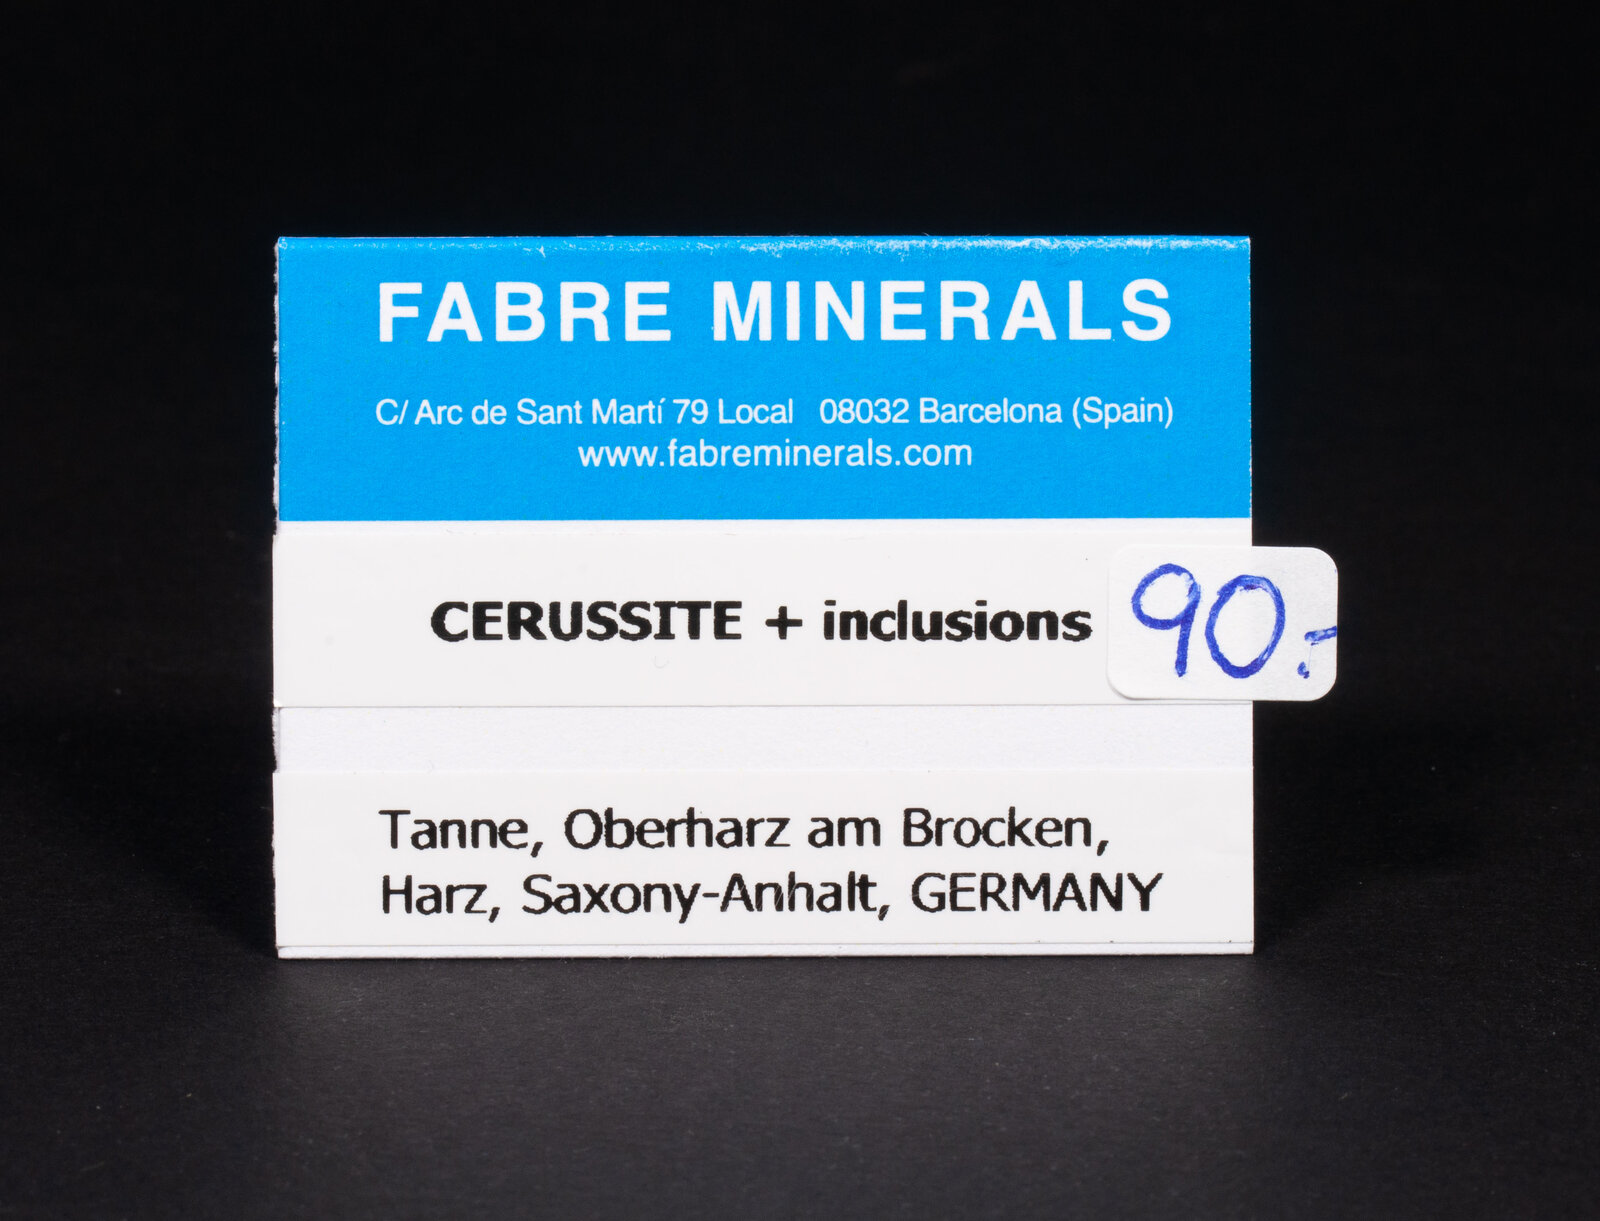 FABRE MINERALS
C/ Arc de Sant Martí 79 Local 08032 Barcelona (Spain)
www.fabreminerals.com
CERUSSITE + inclusions
90.-
Tanne, Oberharz am Brocken,
Harz, Saxony-Anhalt, GERMANY